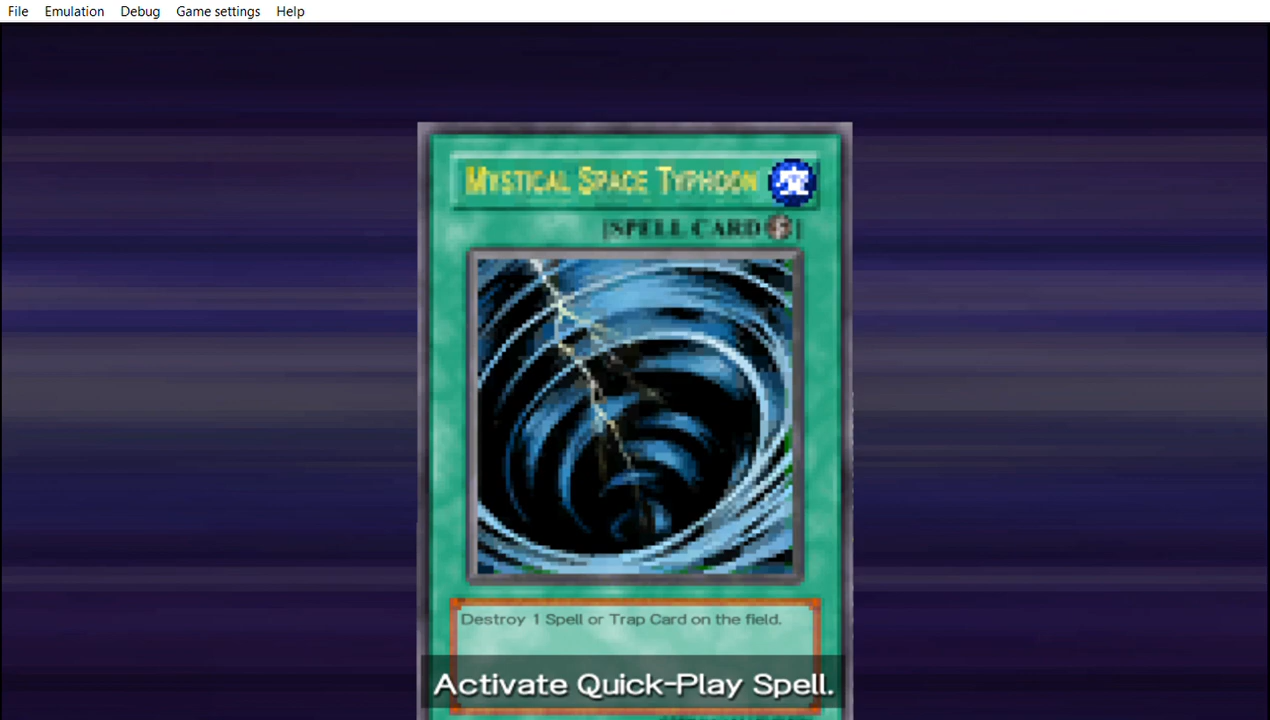 File Emulation Debug Game settings Help
MYSTICAL SPACE TYPHOON
[SPELL CARD]
Destroy 1 Spell or Trap Card on the field.
Activate Quick-Play Spell.